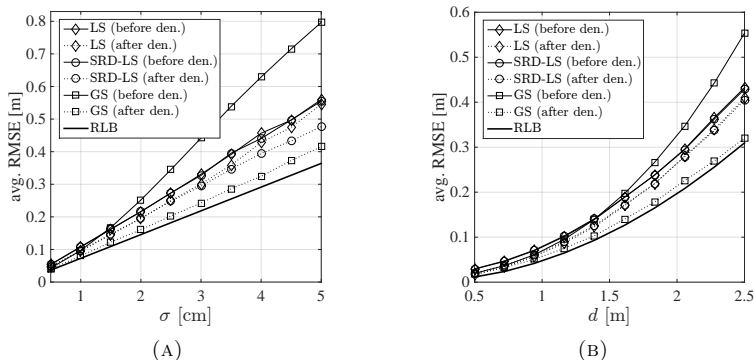 0.8
0.7
0.6
0.5
0.4
0.3
0.2
0.1
0
avg. RMSE [m]
LS (before den.)
LS (after den.)
SRD-LS (before den.)
SRD-LS (after den.)
GS (before den.)
GS (after den.)
RLB
1 2 3 4 5
σ [cm]
(A)
0.6
0.5
0.4
0.3
0.2
0.1
0
avg. RMSE [m]
LS (before den.)
LS (after den.)
SRD-LS (before den.)
SRD-LS (after den.)
GS (before den.)
GS (after den.)
RLB
0.5 1 1.5 2 2.5
d [m]
(B)